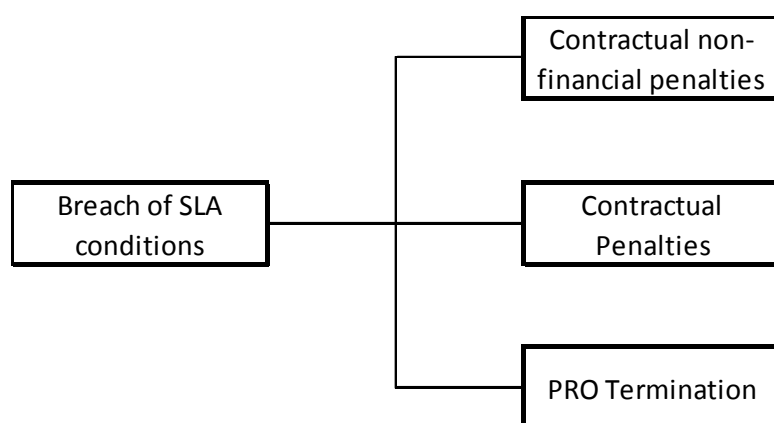 Contractual non-
financial penalties
Breach of SLA
conditions
Contractual
Penalties
PRO Termination